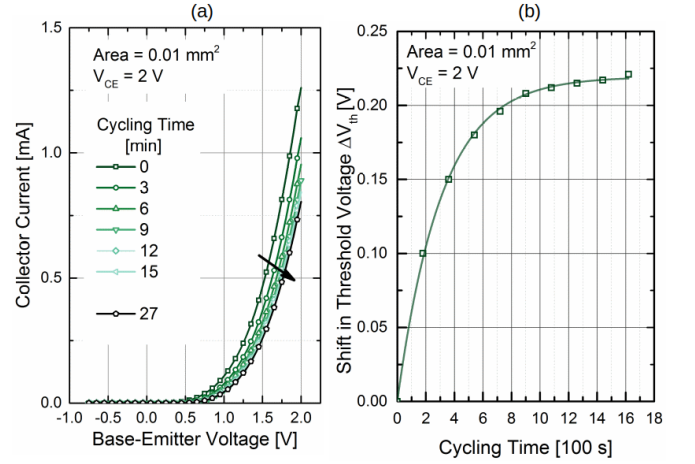 (a)
Area = 0.01 mm²
V_CE = 2 V
Cycling Time
[min]
0
3
6
9
12
15
27
Collector Current [mA]
1.5
1.0
0.5
0.0
-1.0 -0.5 0.0 0.5 1.0 1.5 2.0
Base-Emitter Voltage [V]
(b)
Area = 0.01 mm²
V_CE = 2 V
Shift in Threshold Voltage ΔV_th [V]
0.25
0.20
0.15
0.10
0.05
0.00
0 2 4 6 8 10 12 14 16 18
Cycling Time [100 s]